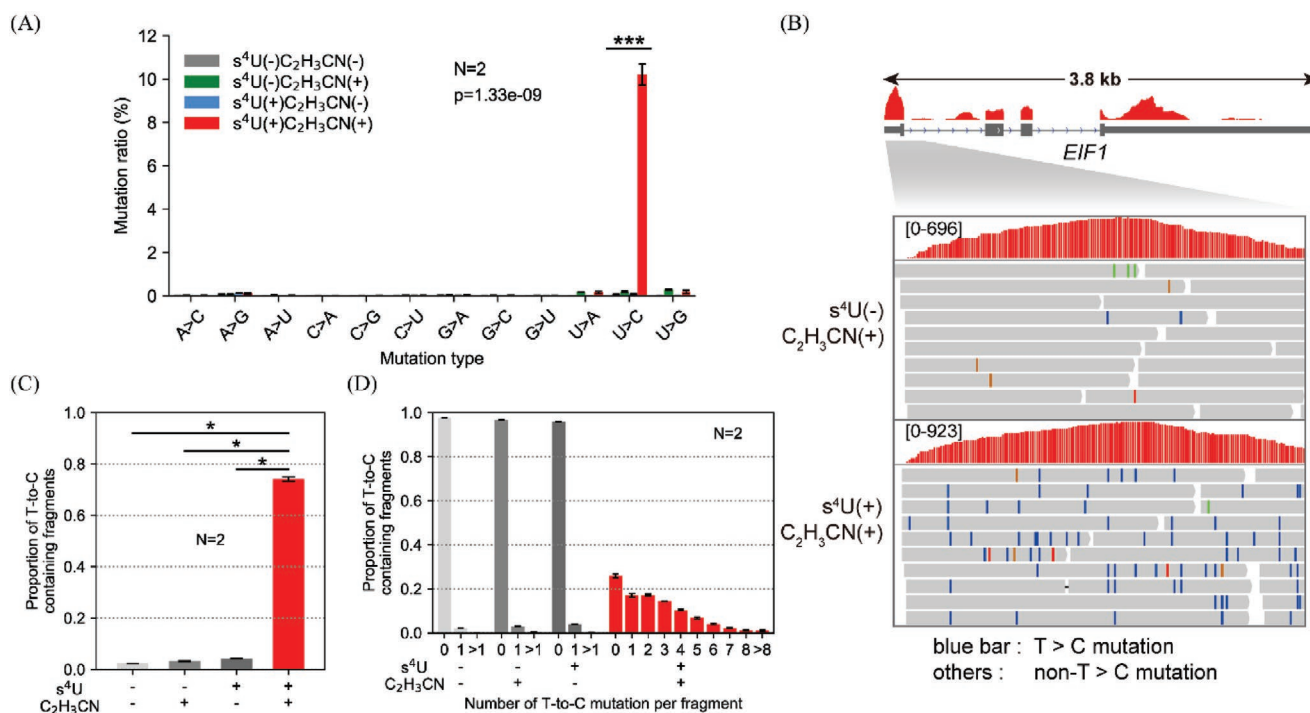 (A)
Mutation ratio (%)
12
10
8
6
4
2
0
s⁴U(-)C₂H₃CN(-)
s⁴U(-)C₂H₃CN(+)
s⁴U(+)C₂H₃CN(-)
s⁴U(+)C₂H₃CN(+)
N=2
p=1.33e-09
***
A>C
A>G
A>U
C>A
C>G
C>U
G>A
G>C
G>U
U>A
U>C
U>G
Mutation type
(B)
3.8 kb
EIF1
[0-696]
s⁴U(-)
C₂H₃CN(+)
[0-923]
s⁴U(+)
C₂H₃CN(+)
blue bar : T > C mutation
others : non-T > C mutation
(C)
Proportion of T-to-C
containing fragments
1.0
0.8
0.6
0.4
0.2
0.0
*
*
*
N=2
s⁴U - - + +
C₂H₃CN - + - +
(D)
Proportion of T-to-C
containing fragments
1.0
0.8
0.6
0.4
0.2
0.0
N=2
0 1 >1 0 1 >1 0 1 >1 0 1 2 3 4 5 6 7 8 >8
s⁴U - - + +
C₂H₃CN - + - +
Number of T-to-C mutation per fragment